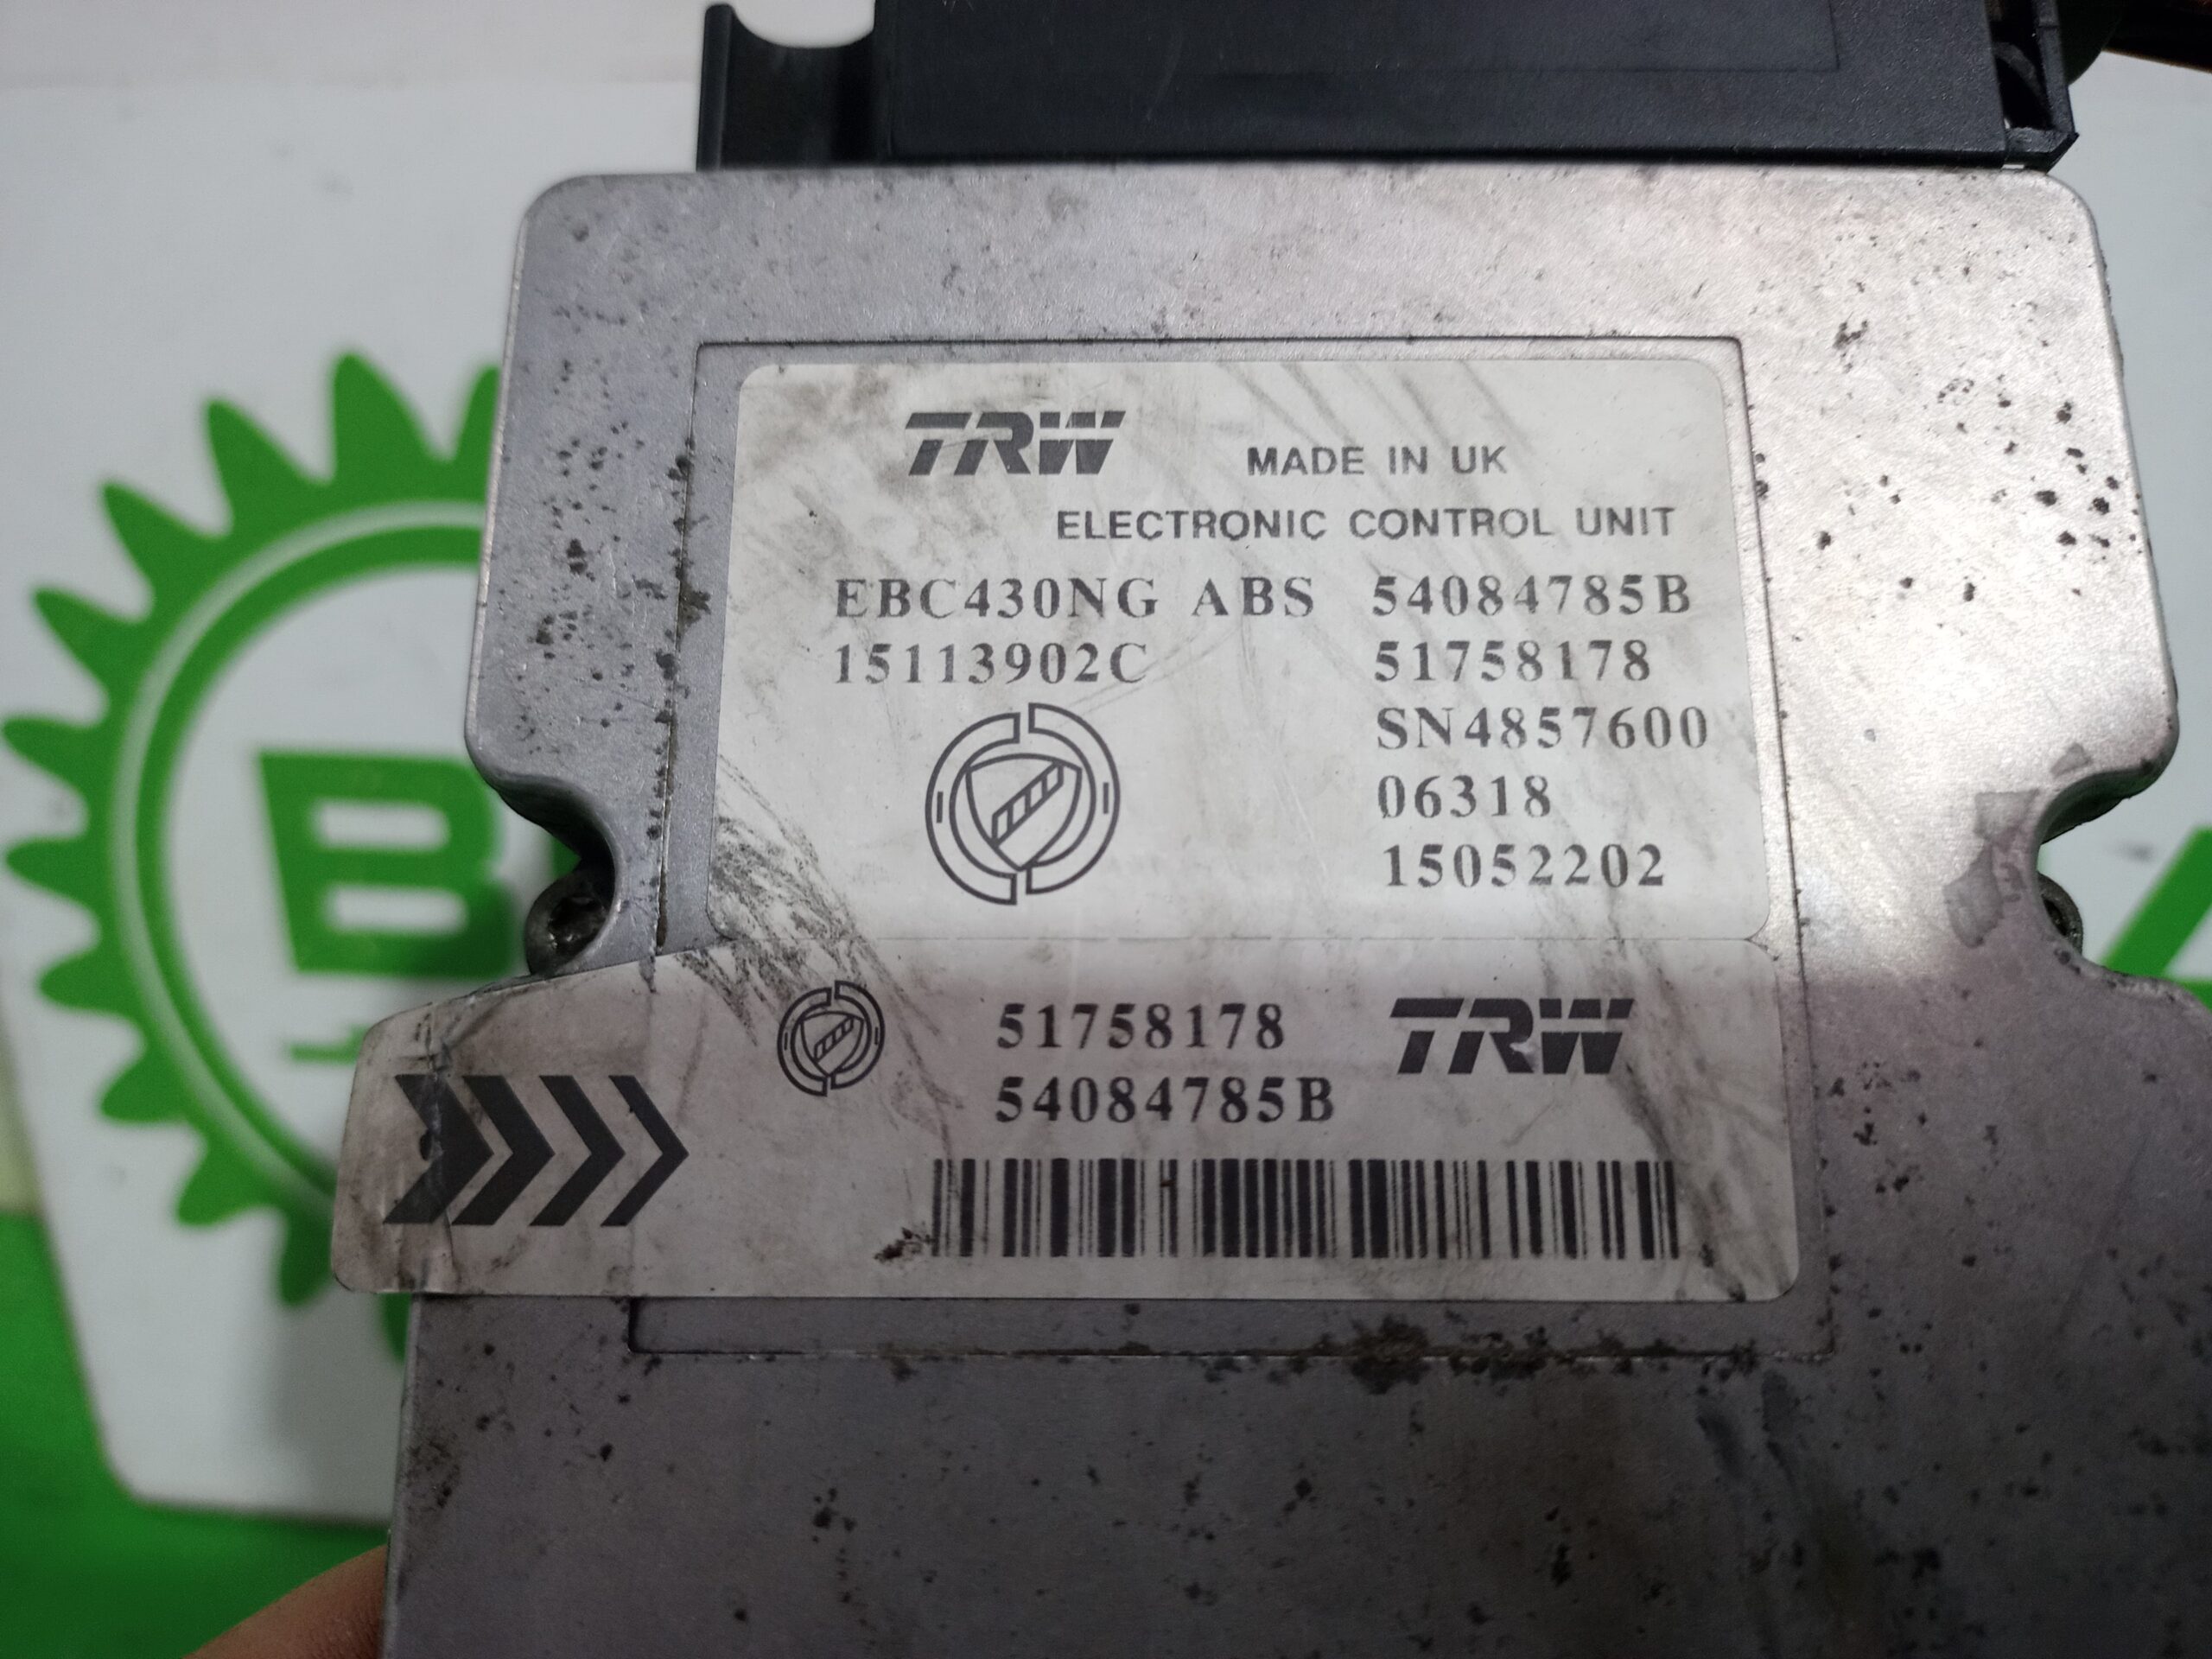 TRW MADE IN UK
ELECTRONIC CONTROL UNIT
EBC430NG ABS 54084785B
15113902C 51758178
SN4857600
06318
15052202
51758178 TRW
54084785B
B